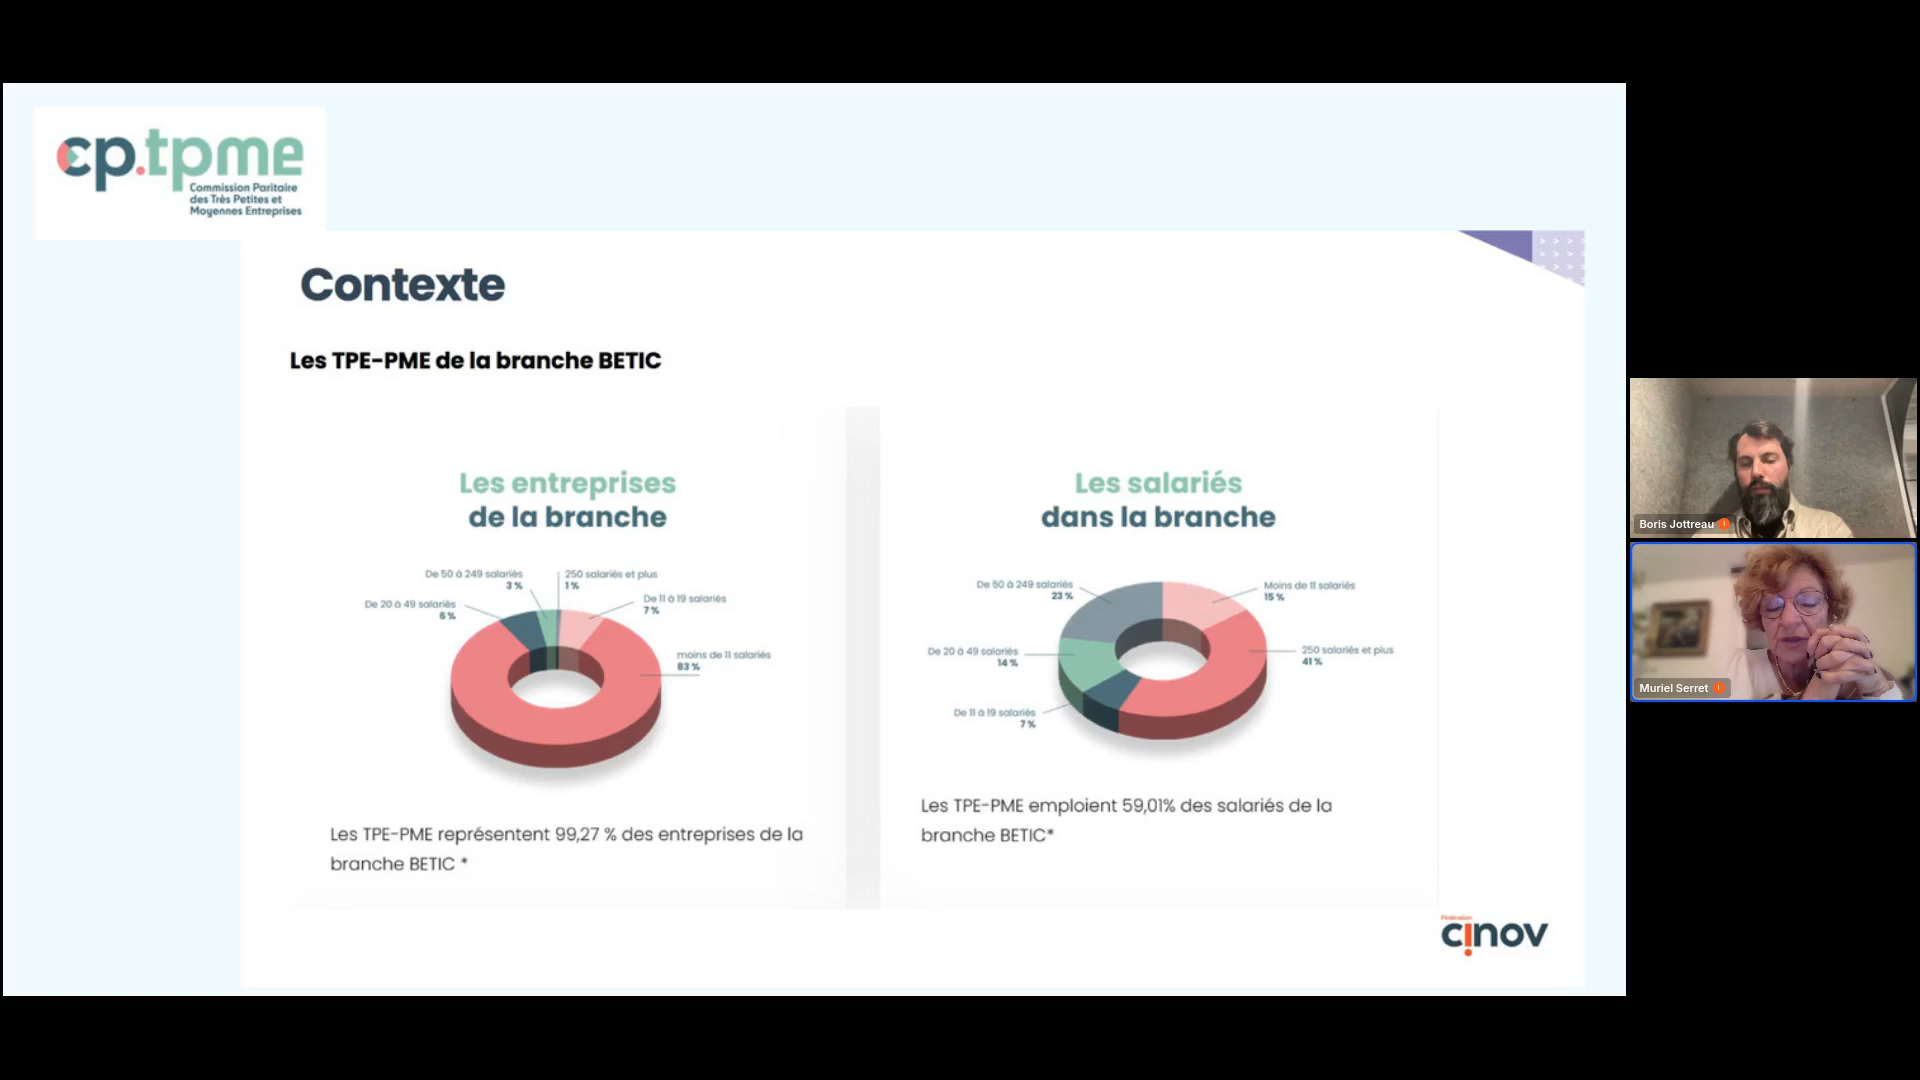 cp.tpme
Commission Paritaire
des Très Petites et
Moyennes Entreprises
Contexte
Les TPE-PME de la branche BETIC
Les entreprises
de la branche
De 50 à 249 salariés
3 %
250 salariés et plus
1 %
De 20 à 49 salariés
6 %
De 11 à 19 salariés
7 %
moins de 11 salariés
83 %
Les TPE-PME représentent 99,27 % des entreprises de la
branche BETIC *
Les salariés
dans la branche
De 50 à 249 salariés
23 %
Moins de 11 salariés
15 %
De 20 à 49 salariés
14 %
250 salariés et plus
41 %
De 11 à 19 salariés
7 %
Les TPE-PME emploient 59,01% des salariés de la
branche BETIC*
Fédération
cinov
Boris Jottreau
Muriel Serret